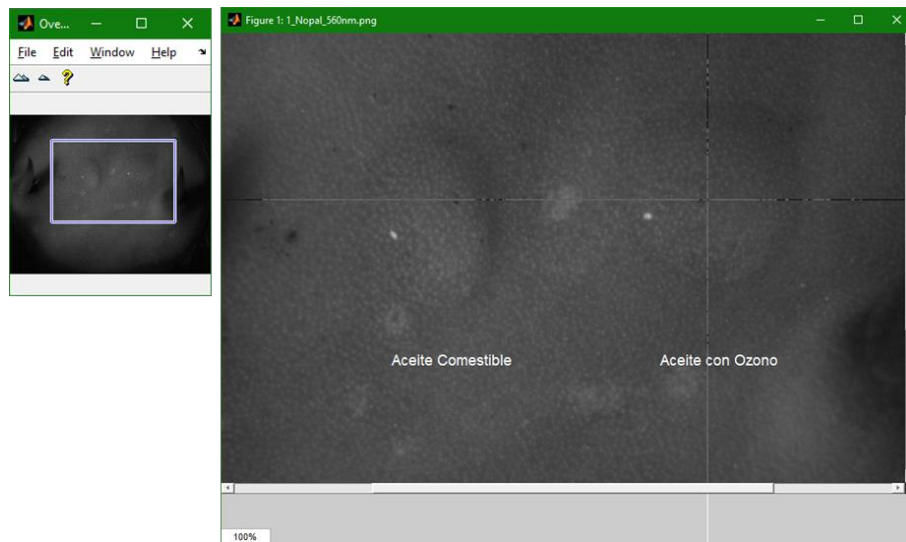 Ove...
File Edit Window Help
Figure 1: 1_Nopal_560nm.png
Aceite Comestible
Aceite con Ozono
100%